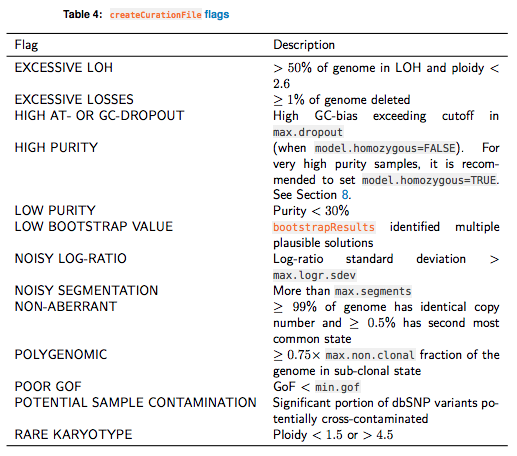 Table 4: createCurationFile flags
Flag Description
EXCESSIVE LOH > 50% of genome in LOH and ploidy <
2.6
EXCESSIVE LOSSES ≥ 1% of genome deleted
HIGH AT- OR GC-DROPOUT High GC-bias exceeding cutoff in
max.dropout
HIGH PURITY (when model.homozygous=FALSE). For
very high purity samples, it is recom-
mended to set model.homozygous=TRUE.
See Section 8.
LOW PURITY Purity < 30%
LOW BOOTSTRAP VALUE bootstrapResults identified multiple
plausible solutions
NOISY LOG-RATIO Log-ratio standard deviation >
max.logr.sdev
NOISY SEGMENTATION More than max.segments
NON-ABERRANT ≥ 99% of genome has identical copy
number and ≥ 0.5% has second most
common state
POLYGENOMIC ≥ 0.75× max.non.clonal fraction of the
genome in sub-clonal state
POOR GOF GoF < min.gof
POTENTIAL SAMPLE CONTAMINATION Significant portion of dbSNP variants po-
tentially cross-contaminated
RARE KARYOTYPE Ploidy < 1.5 or > 4.5